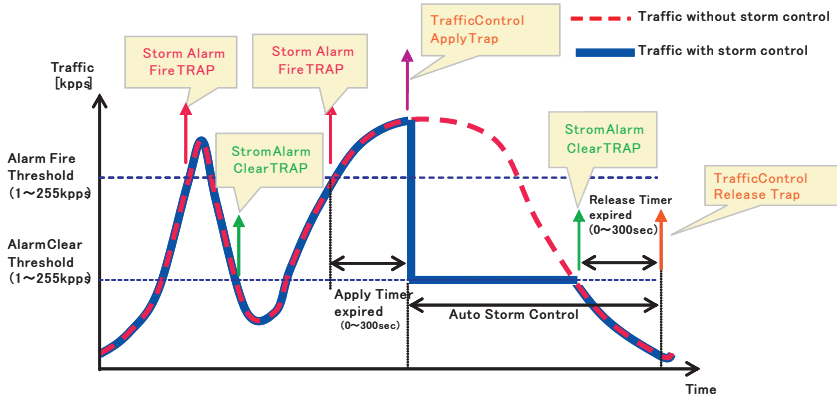 Traffic without storm control
Traffic with storm control
TrafficControl
ApplyTrap
Storm Alarm
FireTRAP
Storm Alarm
FireTRAP
Traffic
[kpps]
StromAlarm
ClearTRAP
StromAlarm
ClearTRAP
Alarm Fire
Threshold
(1～255kpps)
TrafficControl
Release Trap
Release Timer
expired
(0～300sec)
AlarmClear
Threshold
(1～255kpps)
Apply Timer
expired
(0～300sec)
Auto Storm Control
Time